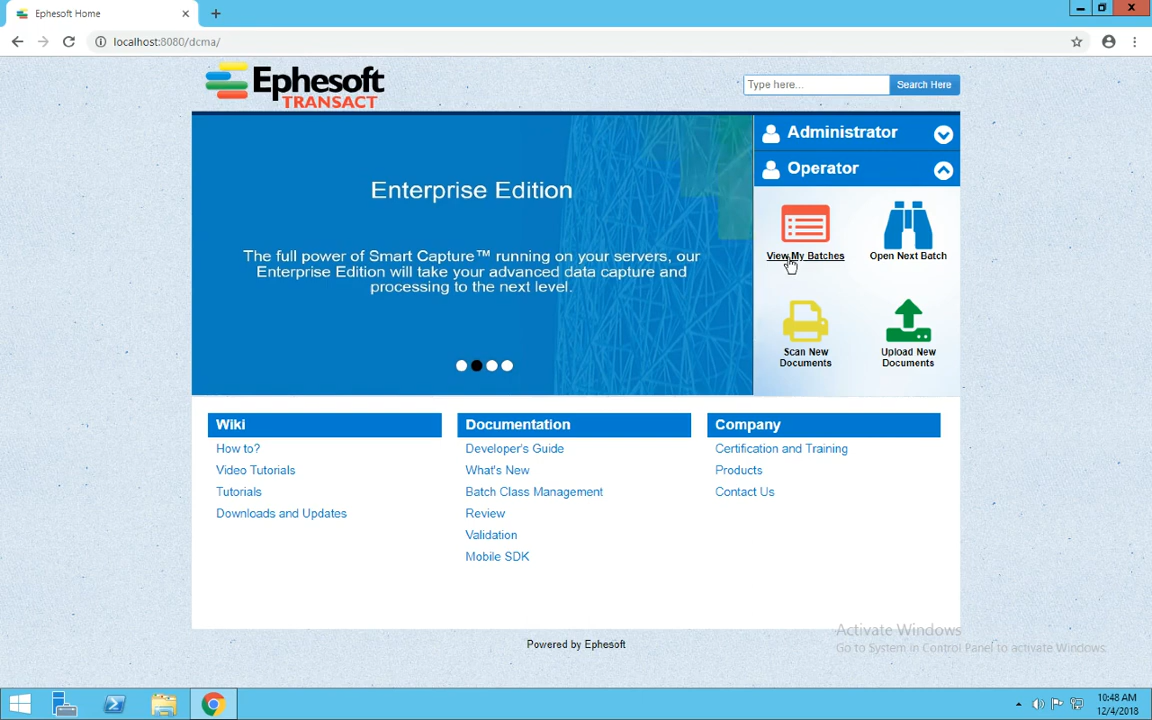 Ephesoft Home
localhost:8080/dcma/
Ephesoft
TRANSACT
Type here...
Search Here
Administrator
Operator
Enterprise Edition
The full power of Smart Capture™ running on your servers, our
Enterprise Edition will take your advanced data capture and
processing to the next level.
View My Batches
Open Next Batch
Scan New
Documents
Upload New
Documents
Wiki
How to?
Video Tutorials
Tutorials
Downloads and Updates
Documentation
Developer's Guide
What's New
Batch Class Management
Review
Validation
Mobile SDK
Company
Certification and Training
Products
Contact Us
Powered by Ephesoft
Activate Windows
Go to System in Control Panel to activate Windows.
10:48 AM
12/4/2018